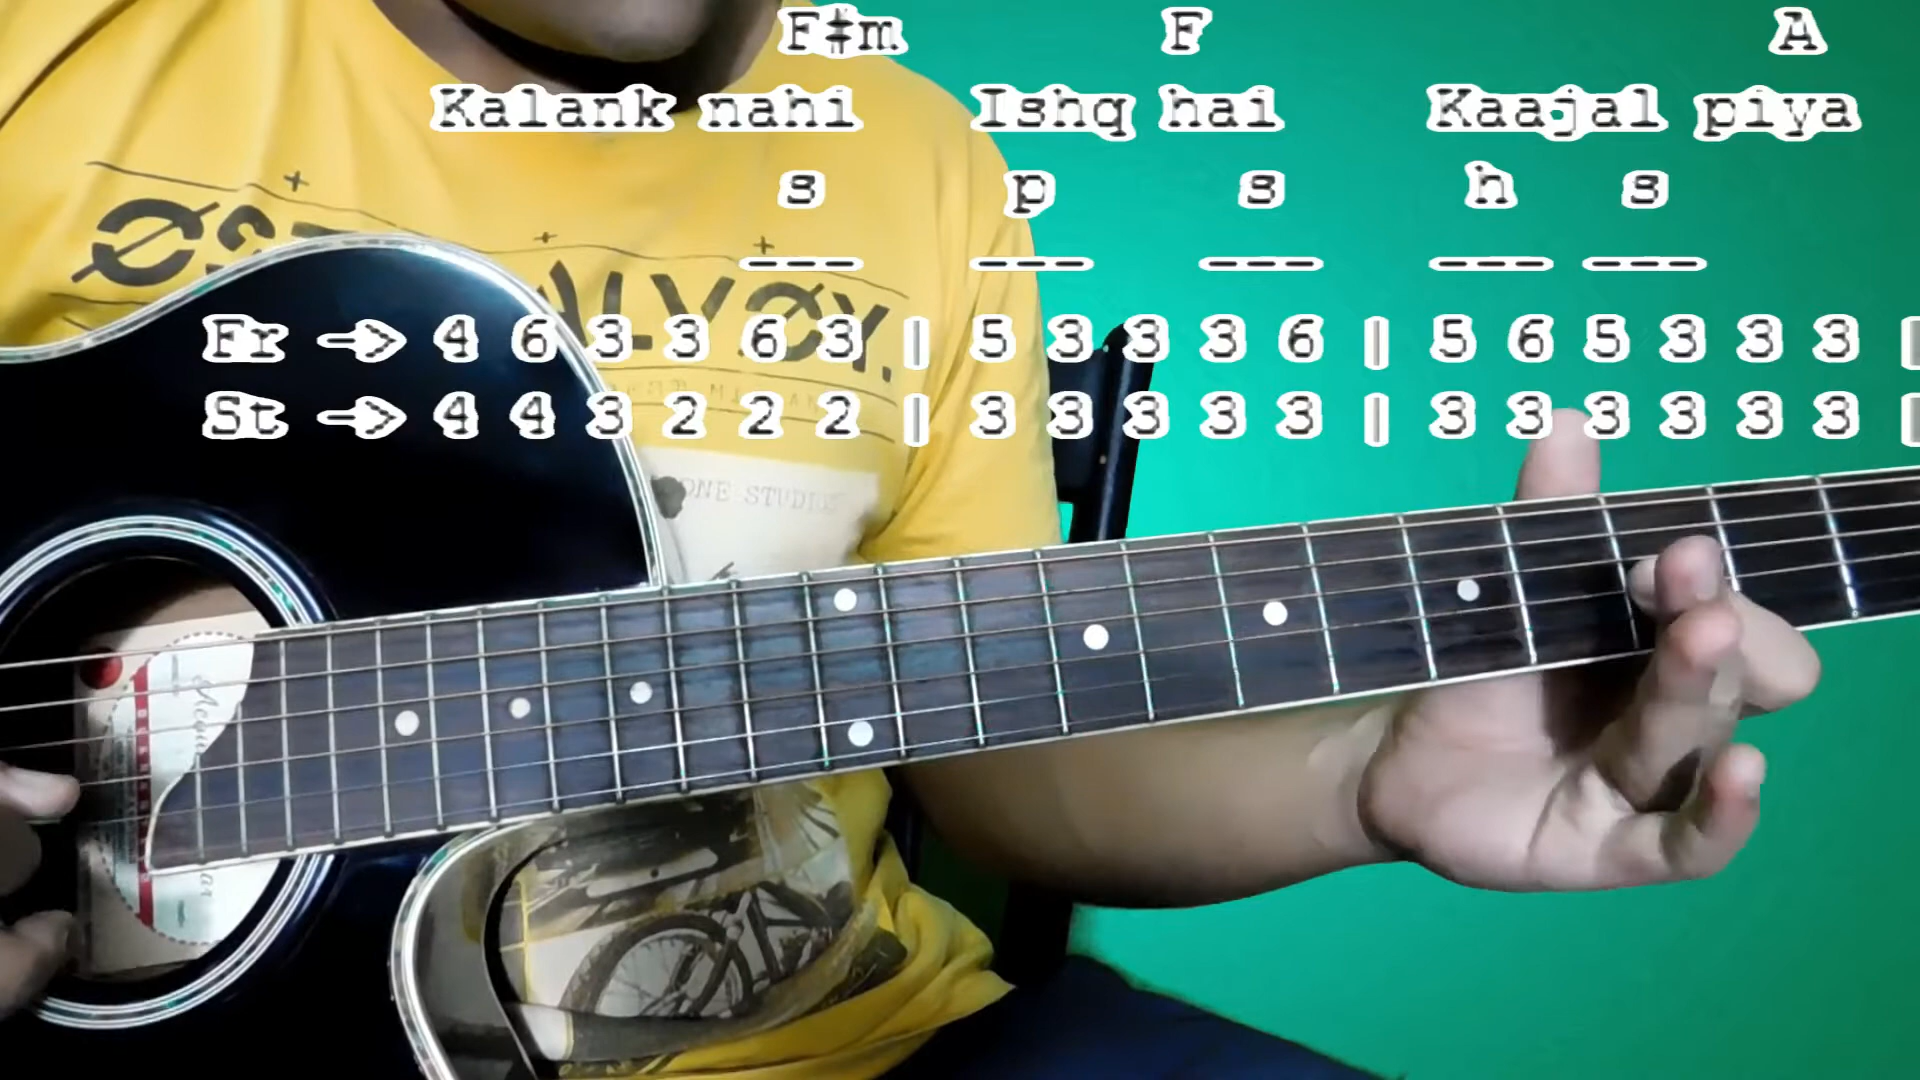 F#m F A
Kalank nahi Ishq hai Kaajal piya
s p s h s
--- --- --- --- ---
Fr -> 4 6 3 3 6 3 | 5 3 3 3 6 | 5 6 5 3 3 3 |
St -> 4 4 3 2 2 2 | 3 3 3 3 3 | 3 3 3 3 3 3 |
ONE STUDIO